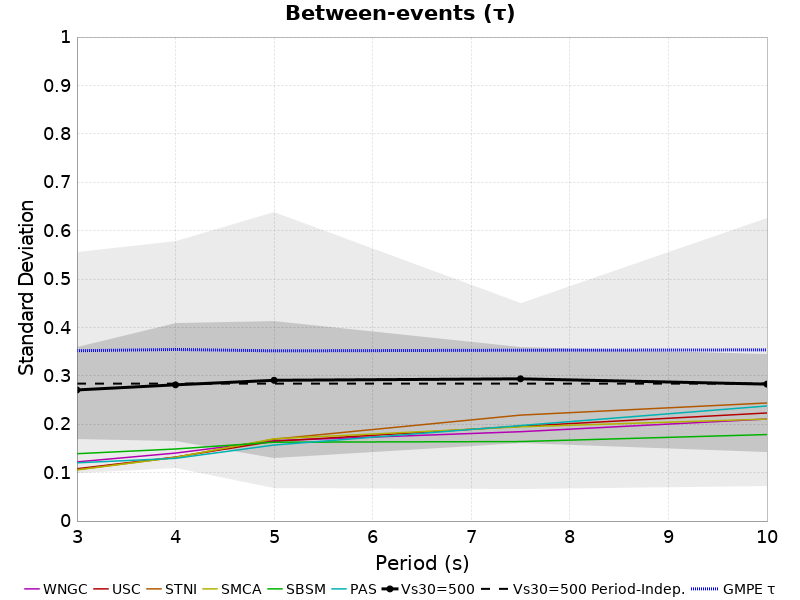 Between-events (τ)
Standard Deviation
1
0.9
0.8
0.7
0.6
0.5
0.4
0.3
0.2
0.1
0
3 4 5 6 7 8 9 10
Period (s)
WNGC USC STNI SMCA SBSM PAS Vs30=500 Vs30=500 Period-Indep. GMPE τ